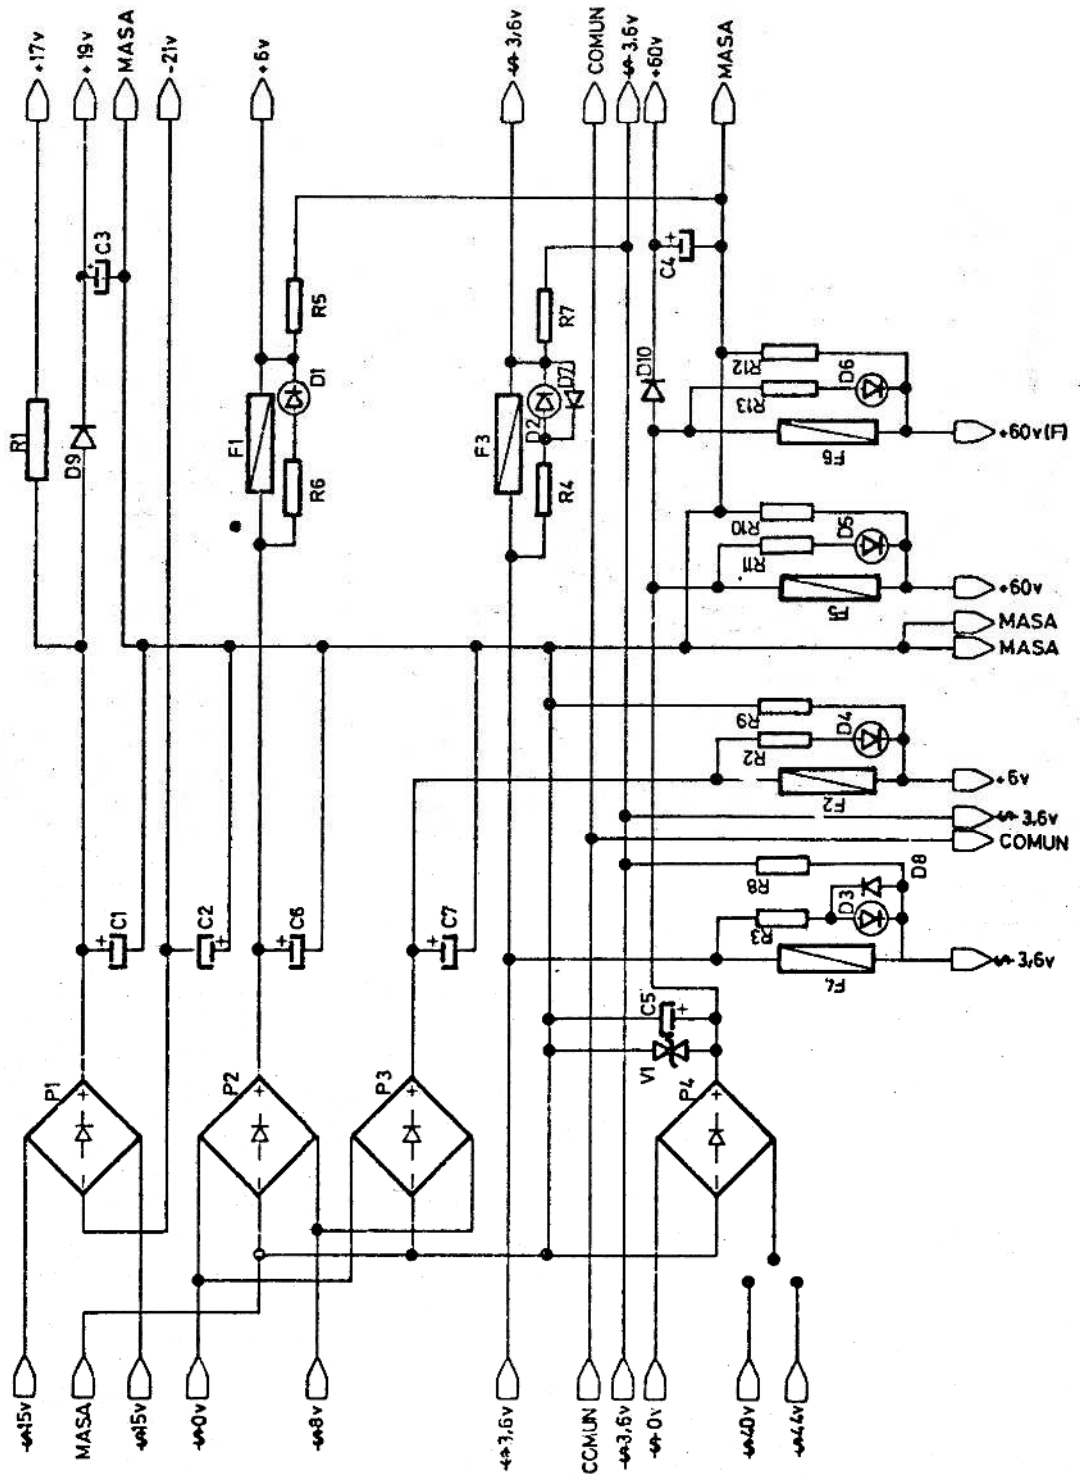 +17v
+19v
MASA
-21v
+6v
∿3,6v
COMUN
∿3,6v
+60v
MASA
R1
D9
C3
F1
R5
D1
R6
F3
R7
D2
D7
R4
C4
D10
R12
R13
D6
F6
+60v(F)
R10
R11
D5
F5
+60v
MASA
MASA
R9
R2
D4
F2
+6v
∿3,6v
COMUN
R8
D8
R3
D3
F4
∿3,6v
C1
C2
C6
C7
C5
V1
P1
P2
P3
P4
+
−
+
−
+
−
+
−
∿15v
MASA
∿15v
∿0v
∿8v
∿3,6v
COMUN
∿3,6v
∿0v
∿40v
∿44v